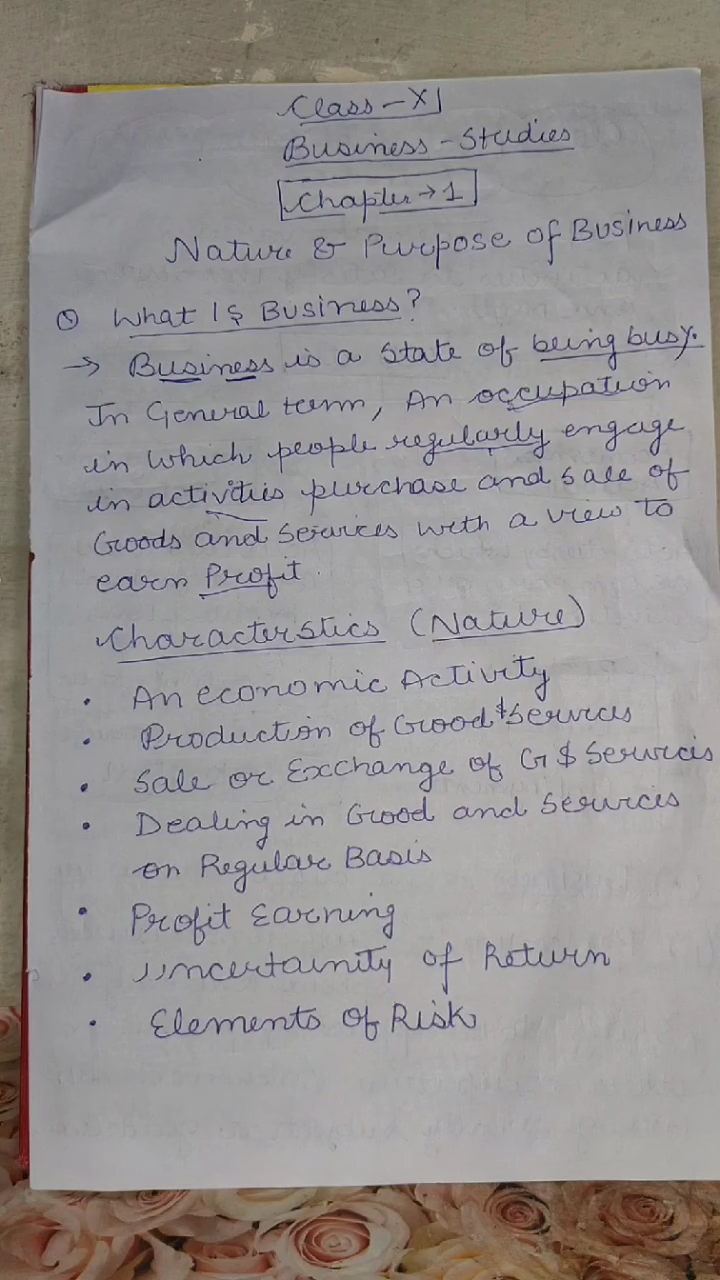 Class - XI
Business - Studies
Chapter → 1
Nature & Purpose of Business
What Is Business?
→ Business is a State of being busy.
In General term, An occupation
in which people regularly engage
in activities purchase and sale of
Goods and Services with a view to
earn Profit.
Characterstics (Nature)
• An economic Activity
• Production of Good & Services
• Sale or Exchange of G & Services
• Dealing in Good and Services
on Regular Basis
• Profit Earning
• Uncertainity of Return
• Elements of Risk